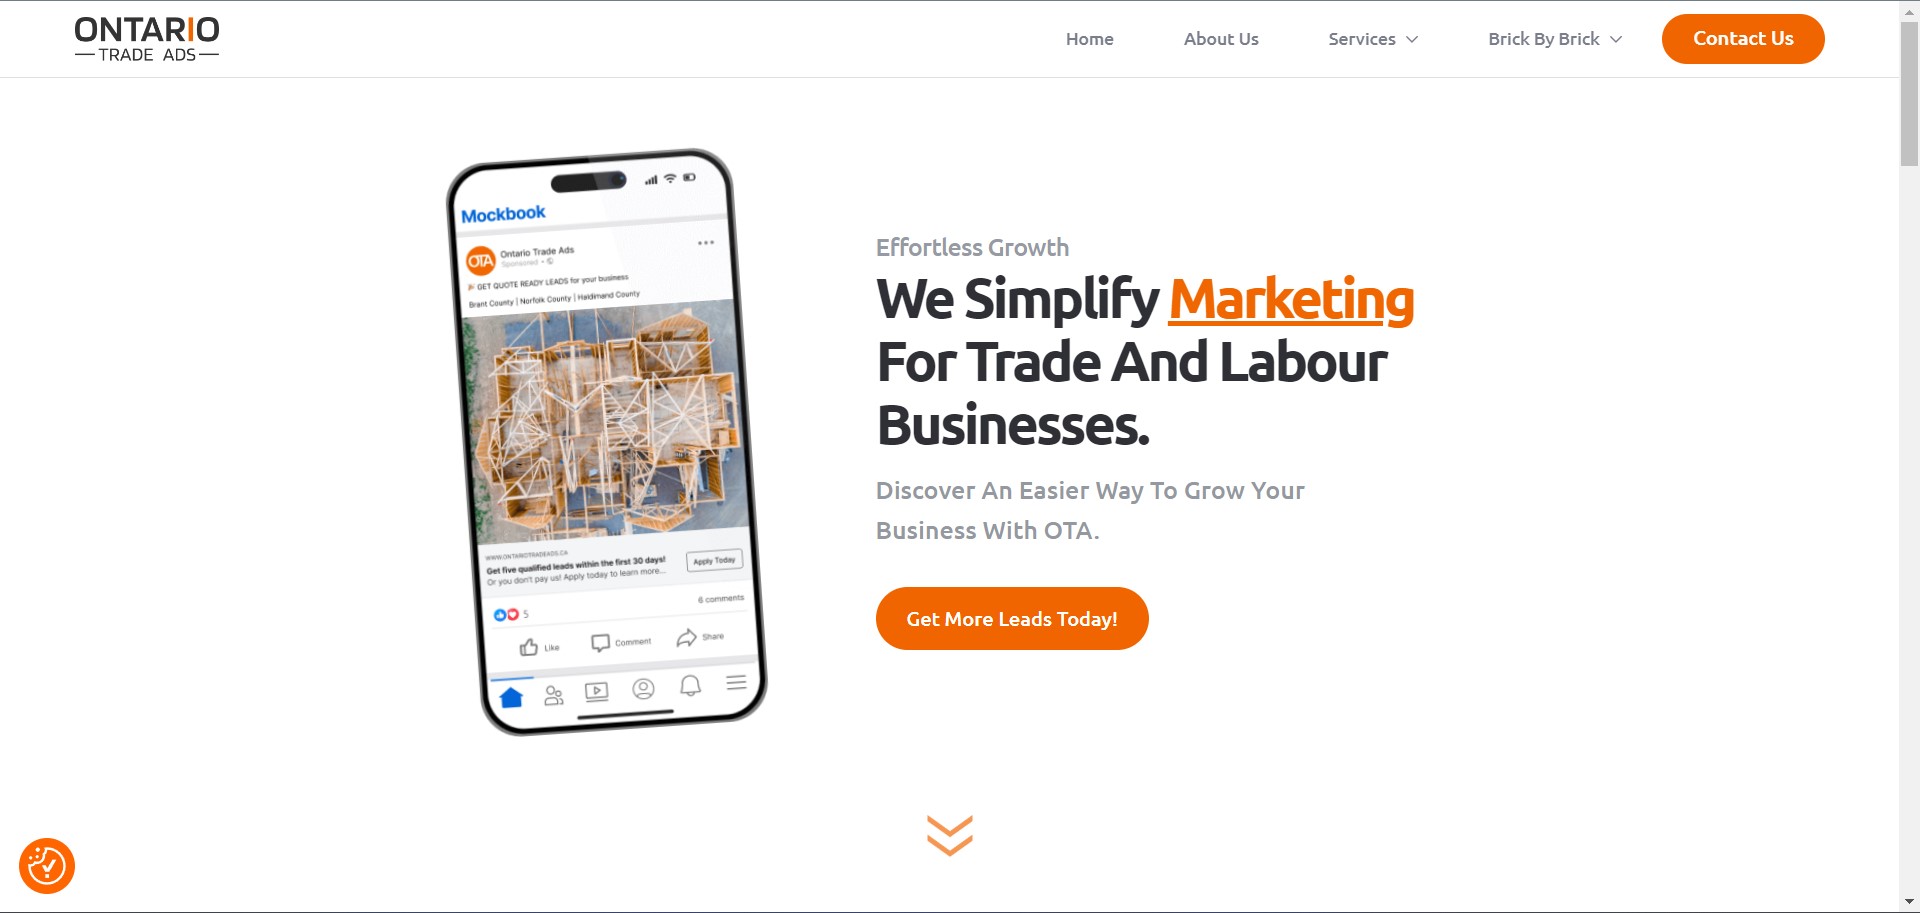 ONTARIO
TRADE ADS
Home
About Us
Services
Brick By Brick
Contact Us
Mockbook
OTA
Ontario Trade Ads
Sponsored
GET QUOTE READY LEADS for your business
Brant County | Norfolk County | Haldimand County
WWW.ONTARIOTRADEADS.CA
Get five qualified leads within the first 30 days!
Or you don't pay us! Apply today to learn more...
Apply Today
5
6 comments
Like
Comment
Share
Effortless Growth
We Simplify Marketing
For Trade And Labour
Businesses.
Discover An Easier Way To Grow Your
Business With OTA.
Get More Leads Today!